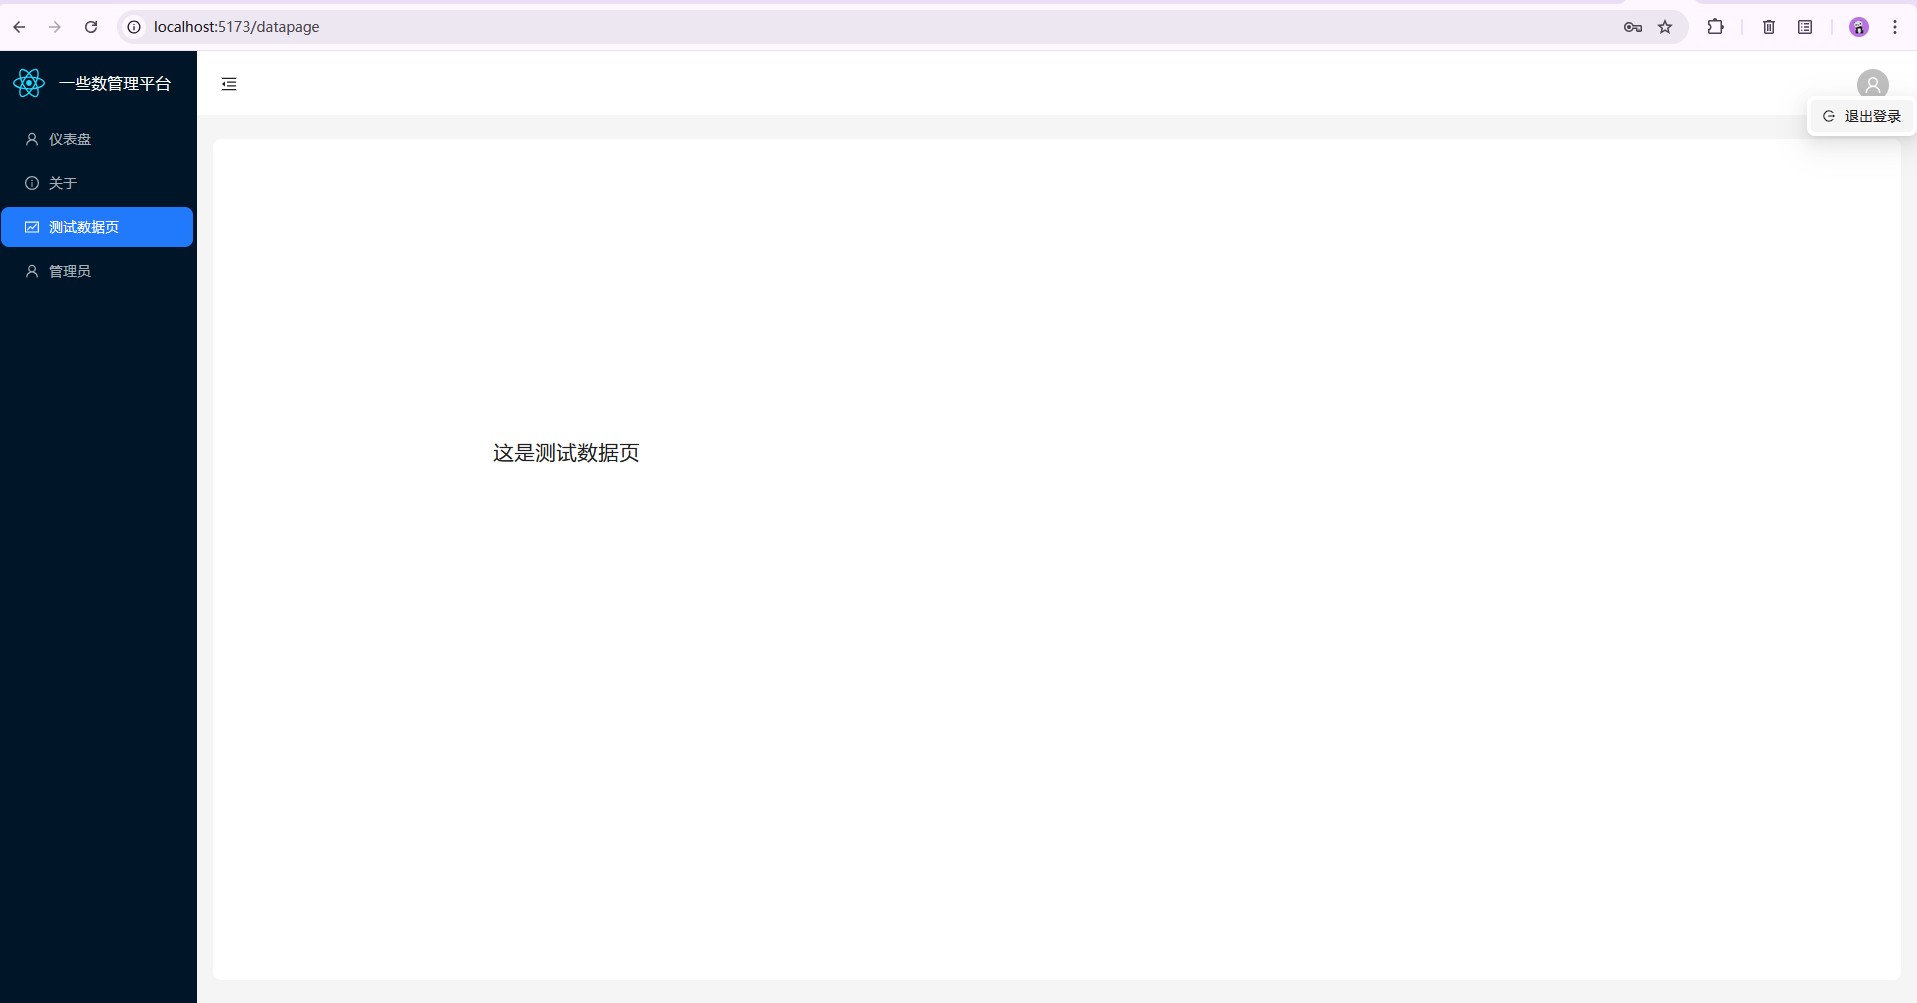 localhost:5173/datapage
一些数管理平台
退出登录
仪表盘
关于
测试数据页
管理员
这是测试数据页